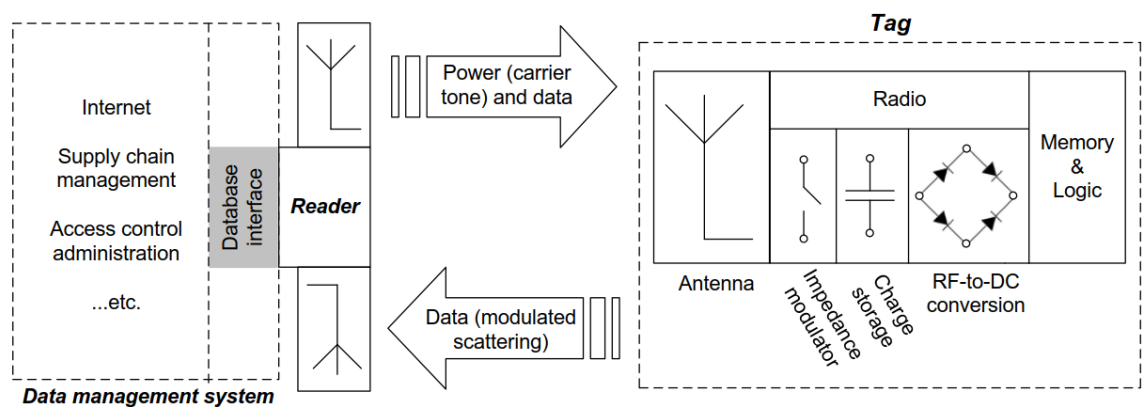 Internet
Supply chain
management
Access control
administration
...etc.
Data management system
Database
interface
Reader
Power (carrier
tone) and data
Data (modulated
scattering)
Tag
Radio
Memory
&
Logic
Antenna
Impedance
modulator
Charge
storage
RF-to-DC
conversion